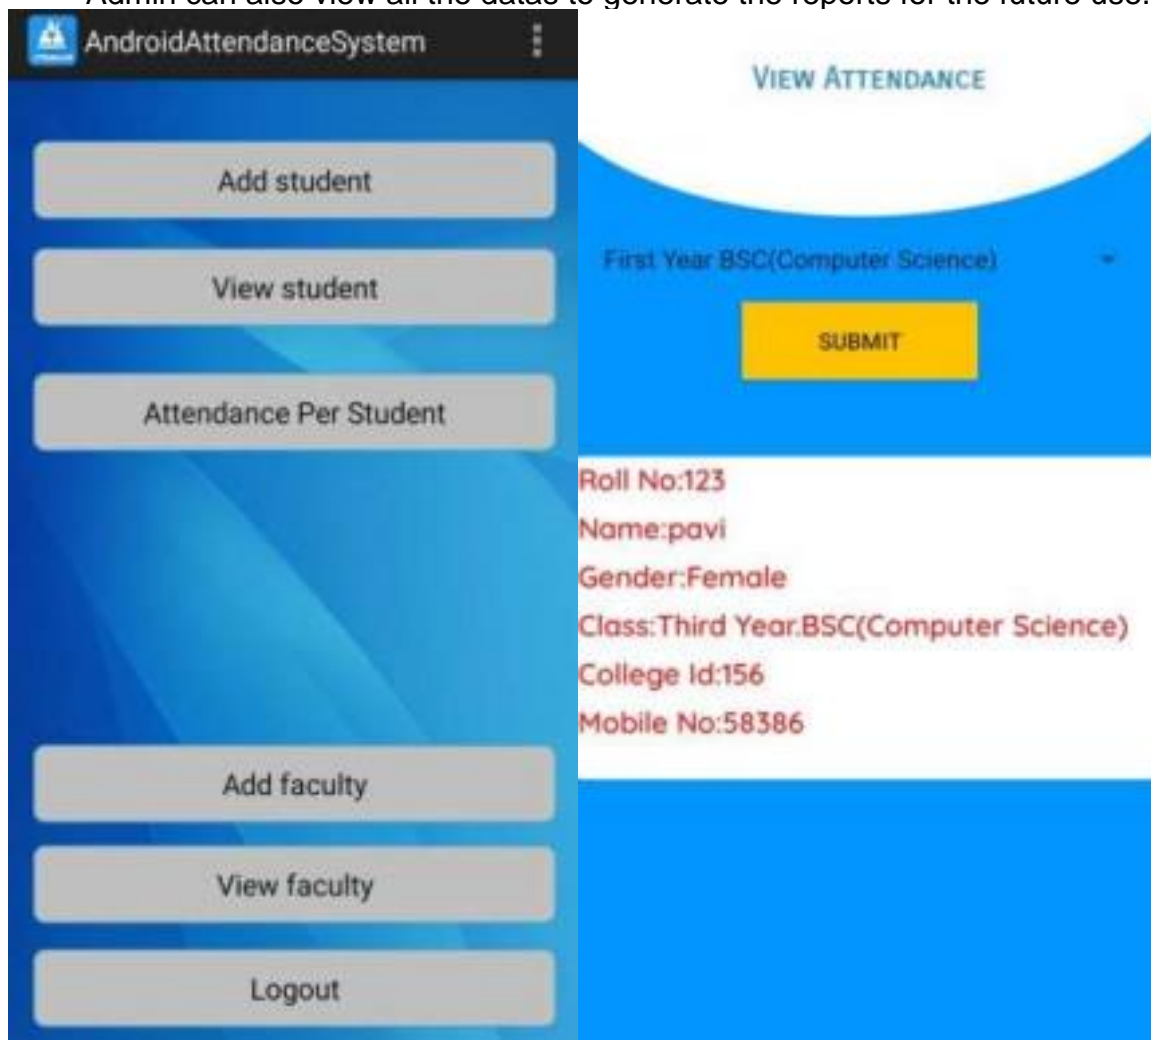 Admin can also view all the datas to generate the reports for the future use.
AndroidAttendanceSystem
Add student
View student
Attendance Per Student
Add faculty
View faculty
Logout
VIEW ATTENDANCE
First Year BSC(Computer Science)
SUBMIT
Roll No:123
Name:pavi
Gender:Female
Class:Third Year.BSC(Computer Science)
College Id:156
Mobile No:58386